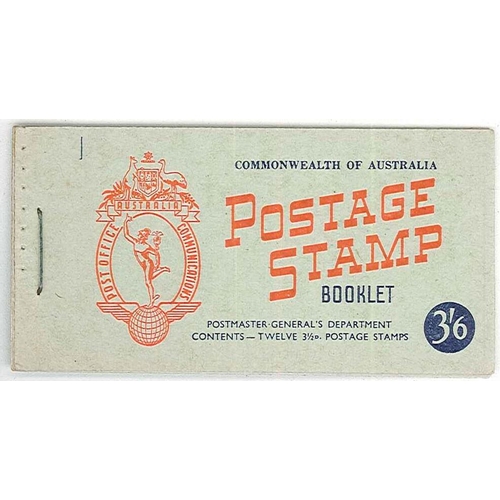 COMMONWEALTH OF AUSTRALIA
POSTAGE
STAMP
BOOKLET
POSTMASTER-GENERAL'S DEPARTMENT
CONTENTS — TWELVE 3½D. POSTAGE STAMPS
3/6
AUSTRALIA
POST OFFICE
COMMUNICATIONS